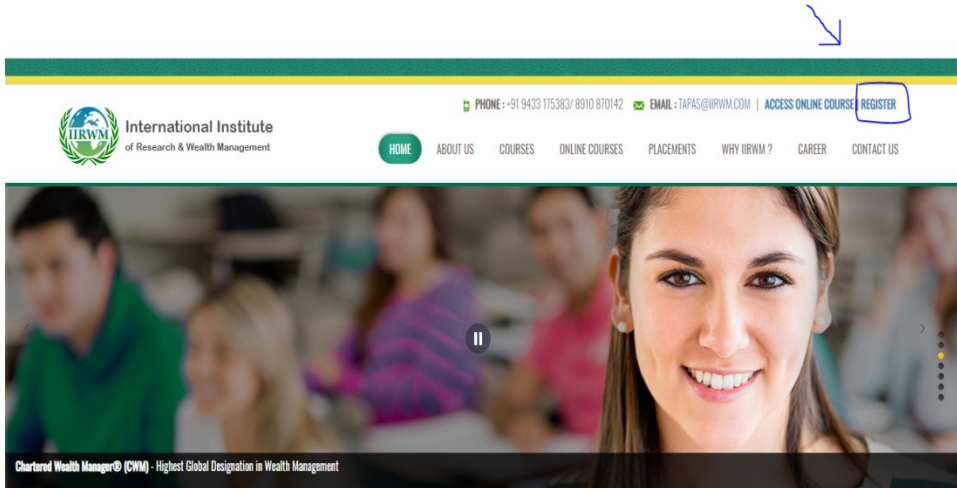 PHONE : +91 9433 175383/ 8910 870142 EMAIL : TAPAS@IIRWM.COM | ACCESS ONLINE COURSE | REGISTER
IIRWM
International Institute
of Research & Wealth Management
HOME ABOUT US COURSES ONLINE COURSES PLACEMENTS WHY IIRWM ? CAREER CONTACT US
Chartered Wealth Manager® (CWM) - Highest Global Designation in Wealth Management